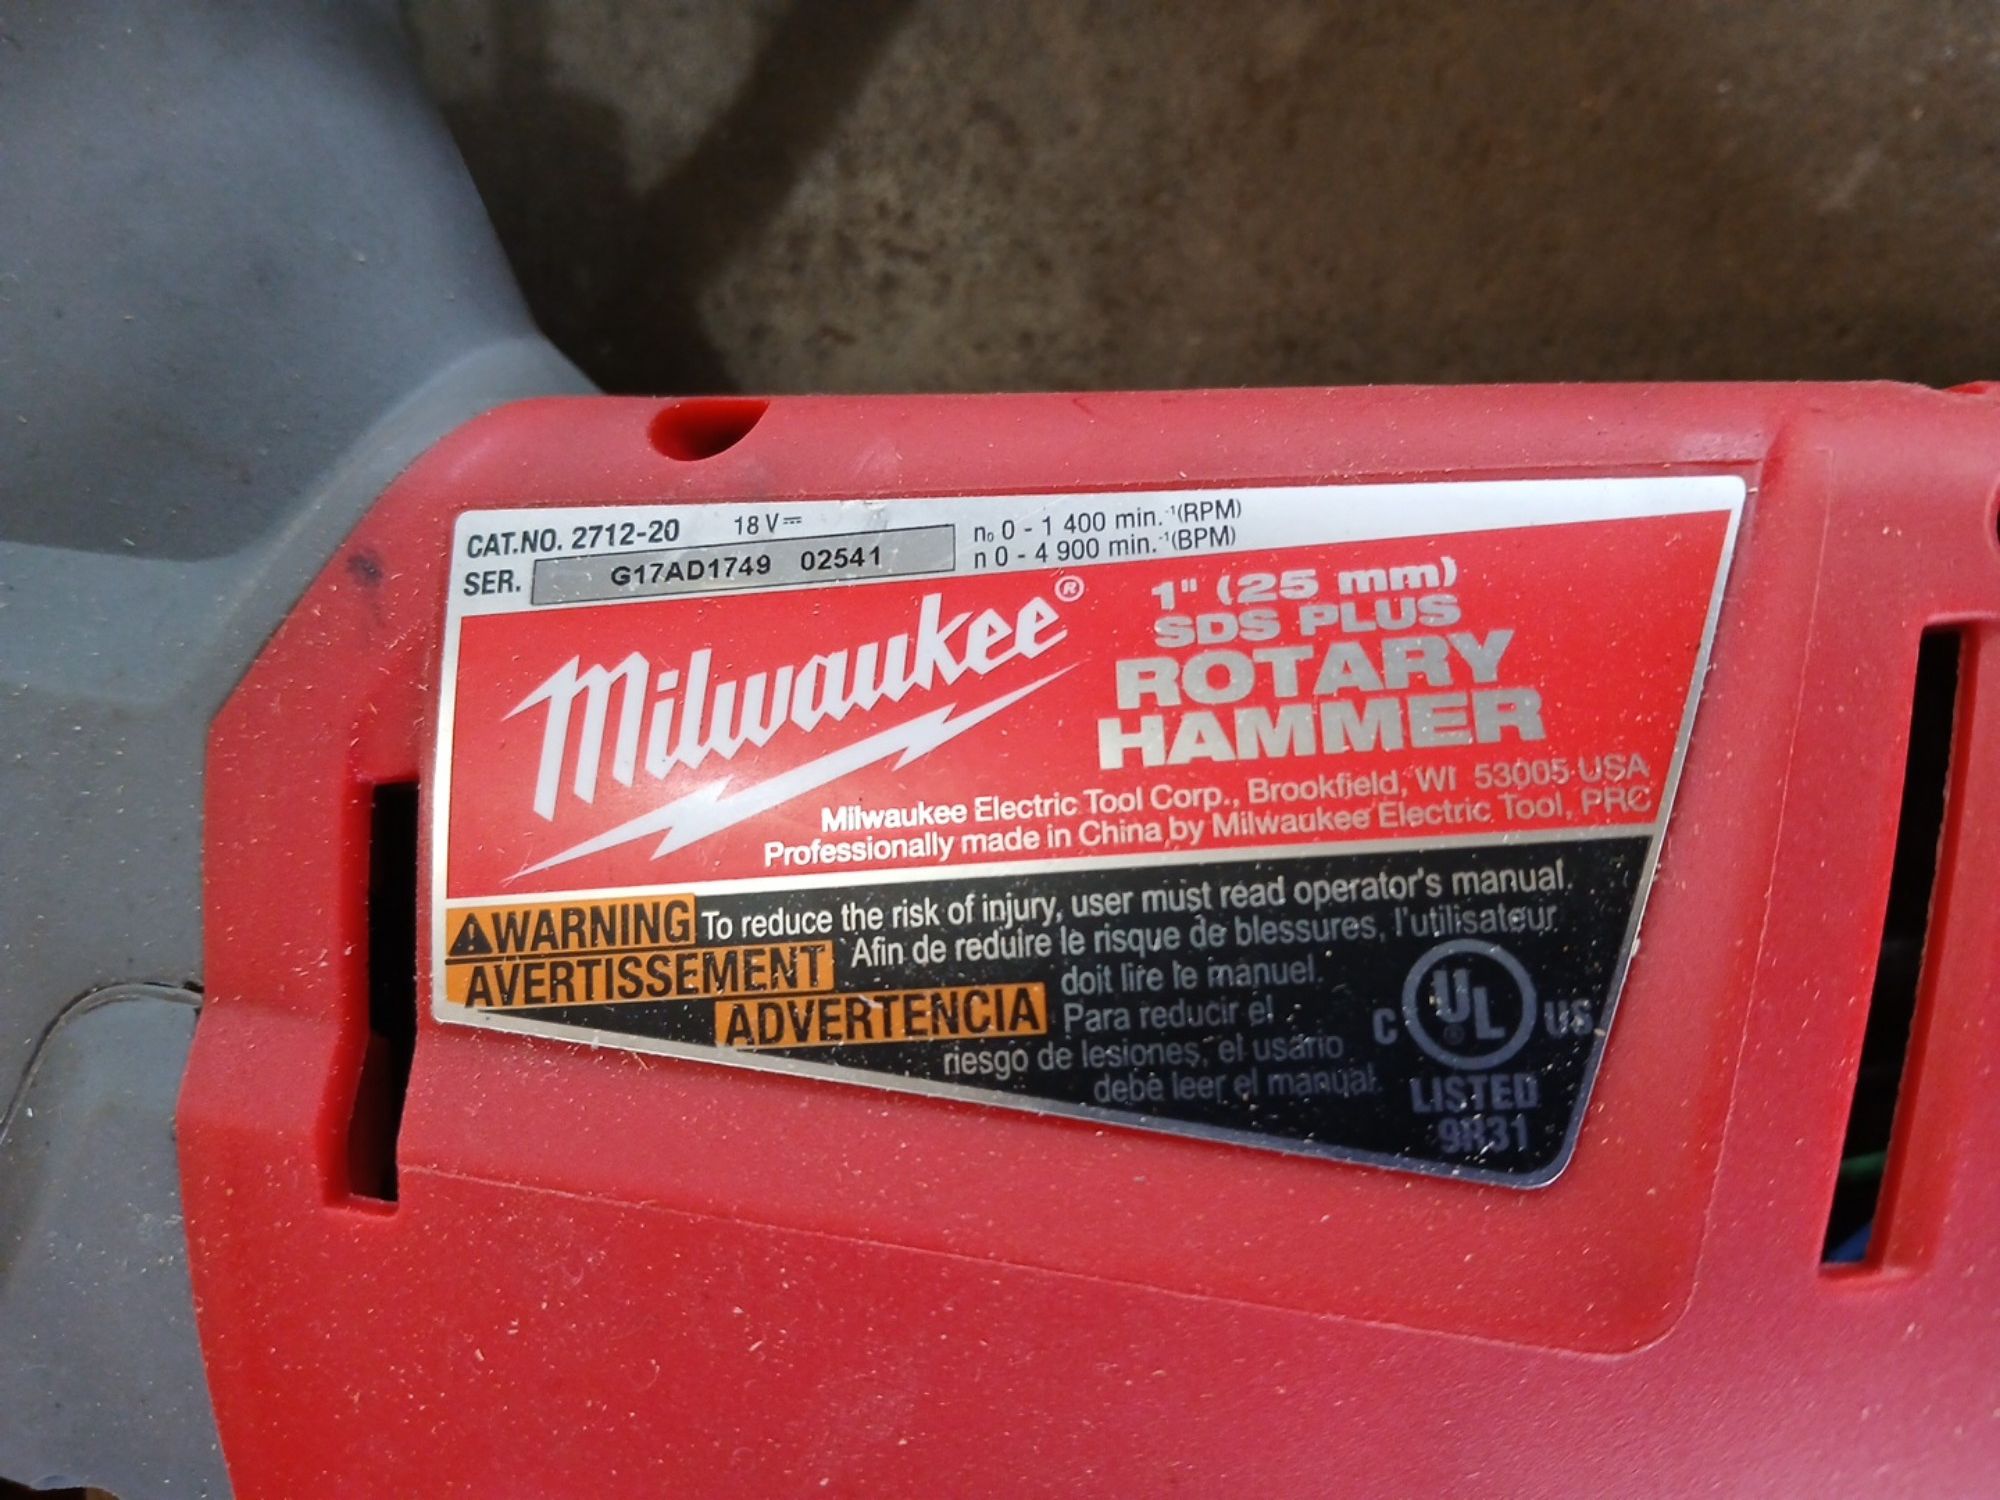 CAT.NO. 2712-20 18 V⎓ n₀ 0 - 1 400 min.⁻¹(RPM)
SER. G17AD1749 02541 n 0 - 4 900 min.⁻¹(BPM)
Milwaukee®
1" (25 mm)
SDS PLUS
ROTARY
HAMMER
Milwaukee Electric Tool Corp., Brookfield, WI 53005 USA
Professionally made in China by Milwaukee Electric Tool, PRC
WARNING To reduce the risk of injury, user must read operator's manual.
AVERTISSEMENT Afin de reduire le risque de blessures, l'utilisateur
doit lire le manuel.
ADVERTENCIA Para reducir el
riesgo de lesiones, el usario
debe leer el manual.
C UL US
LISTED
9H31